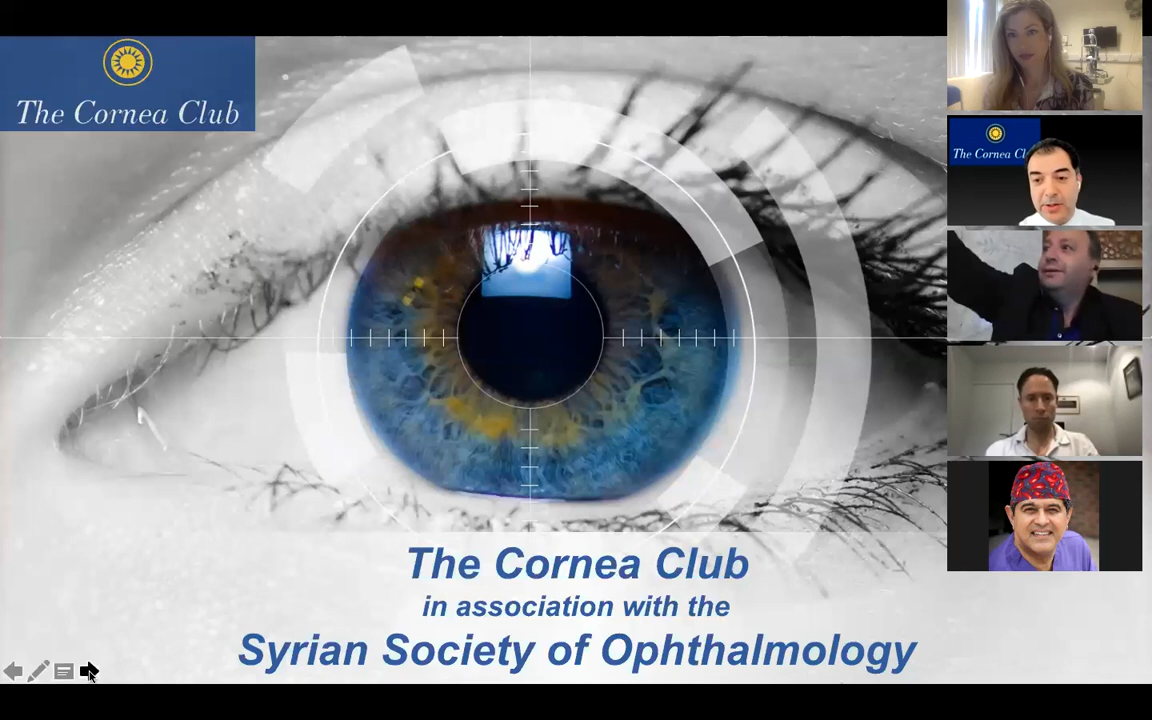 The Cornea Club
The Cornea Club
in association with the
Syrian Society of Ophthalmology
The Cornea Cl